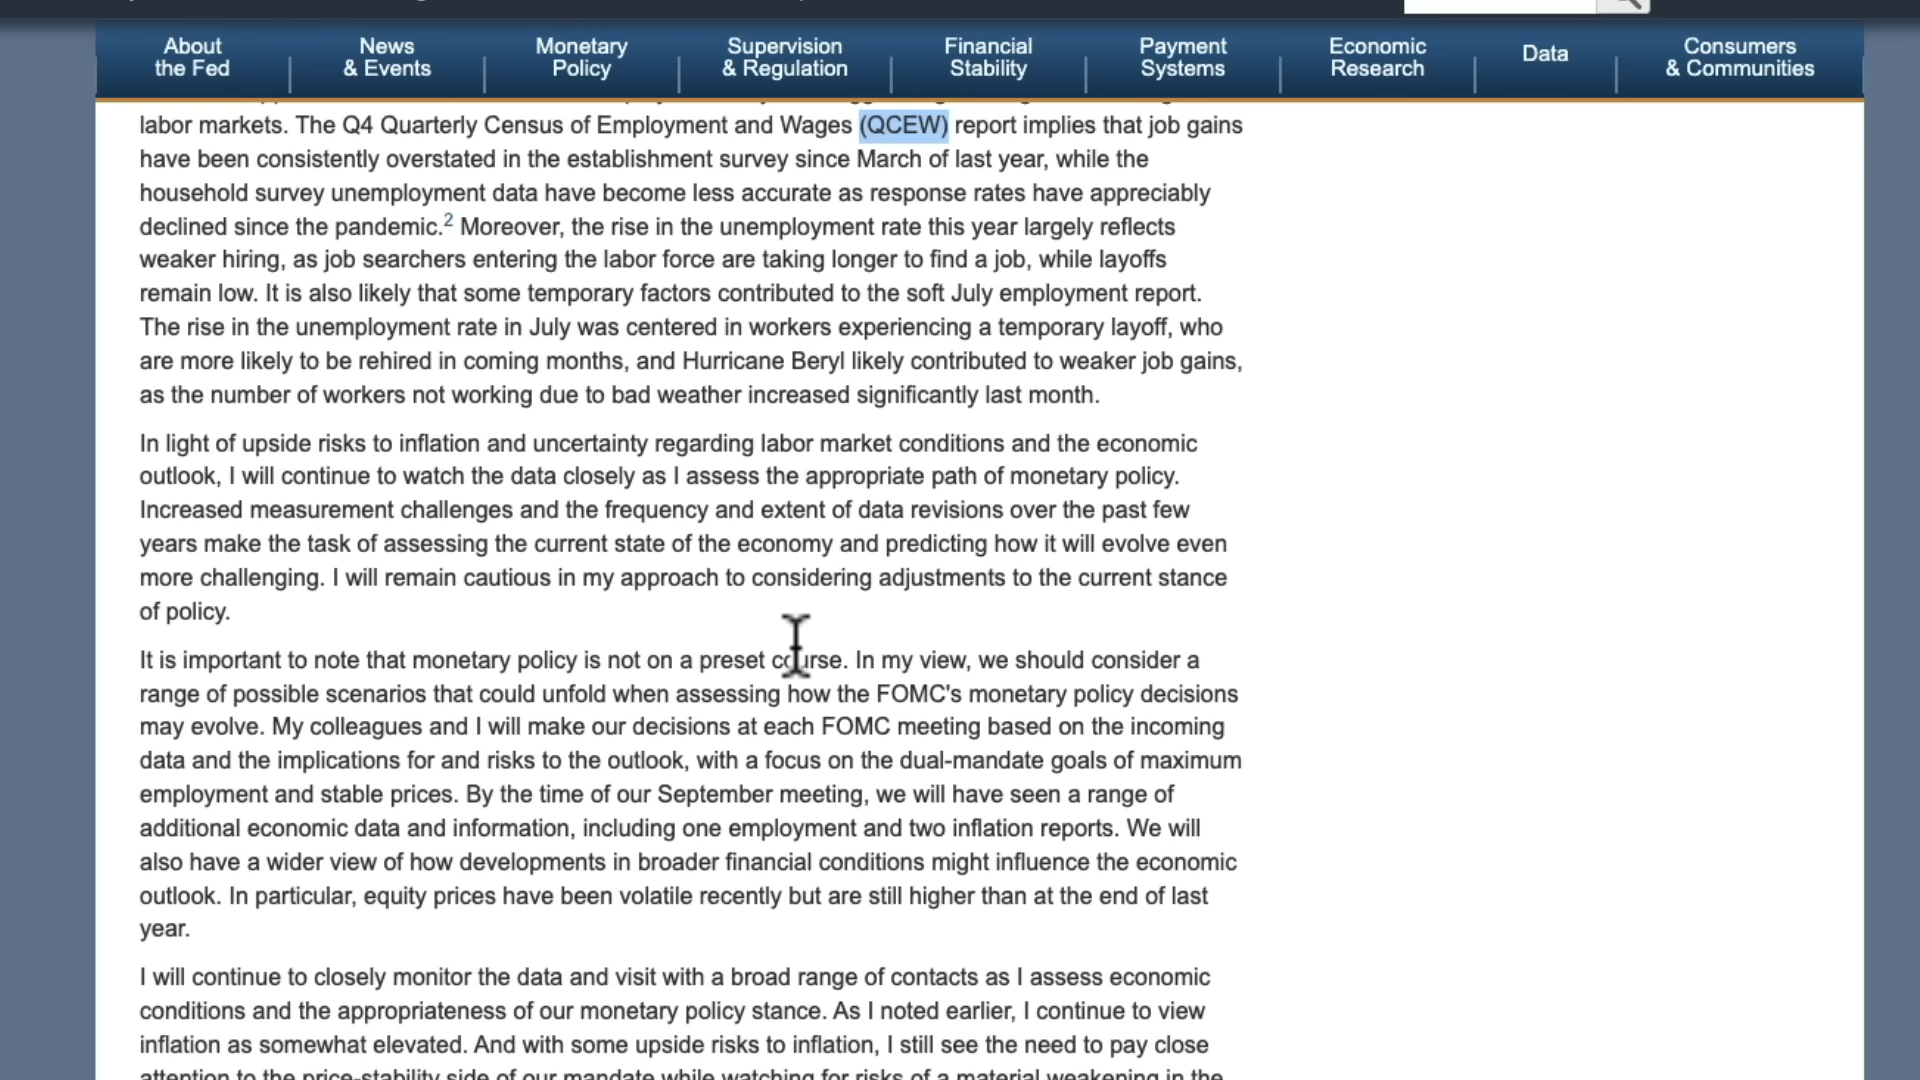 About
the Fed
News
& Events
Monetary
Policy
Supervision
& Regulation
Financial
Stability
Payment
Systems
Economic
Research
Data
Consumers
& Communities
labor markets. The Q4 Quarterly Census of Employment and Wages (QCEW) report implies that job gains
have been consistently overstated in the establishment survey since March of last year, while the
household survey unemployment data have become less accurate as response rates have appreciably
declined since the pandemic.2 Moreover, the rise in the unemployment rate this year largely reflects
weaker hiring, as job searchers entering the labor force are taking longer to find a job, while layoffs
remain low. It is also likely that some temporary factors contributed to the soft July employment report.
The rise in the unemployment rate in July was centered in workers experiencing a temporary layoff, who
are more likely to be rehired in coming months, and Hurricane Beryl likely contributed to weaker job gains,
as the number of workers not working due to bad weather increased significantly last month.
In light of upside risks to inflation and uncertainty regarding labor market conditions and the economic
outlook, I will continue to watch the data closely as I assess the appropriate path of monetary policy.
Increased measurement challenges and the frequency and extent of data revisions over the past few
years make the task of assessing the current state of the economy and predicting how it will evolve even
more challenging. I will remain cautious in my approach to considering adjustments to the current stance
of policy.
It is important to note that monetary policy is not on a preset course. In my view, we should consider a
range of possible scenarios that could unfold when assessing how the FOMC's monetary policy decisions
may evolve. My colleagues and I will make our decisions at each FOMC meeting based on the incoming
data and the implications for and risks to the outlook, with a focus on the dual-mandate goals of maximum
employment and stable prices. By the time of our September meeting, we will have seen a range of
additional economic data and information, including one employment and two inflation reports. We will
also have a wider view of how developments in broader financial conditions might influence the economic
outlook. In particular, equity prices have been volatile recently but are still higher than at the end of last
year.
I will continue to closely monitor the data and visit with a broad range of contacts as I assess economic
conditions and the appropriateness of our monetary policy stance. As I noted earlier, I continue to view
inflation as somewhat elevated. And with some upside risks to inflation, I still see the need to pay close
attention to the price-stability side of our mandate while watching for risks of a material weakening in the